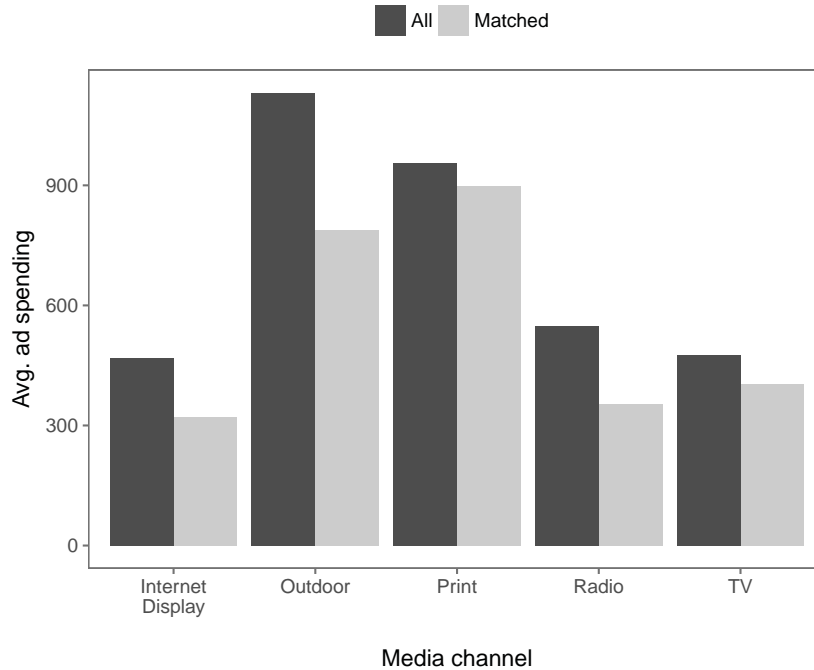 All Matched
Avg. ad spending
900
600
300
0
Internet
Display
Outdoor
Print
Radio
TV
Media channel